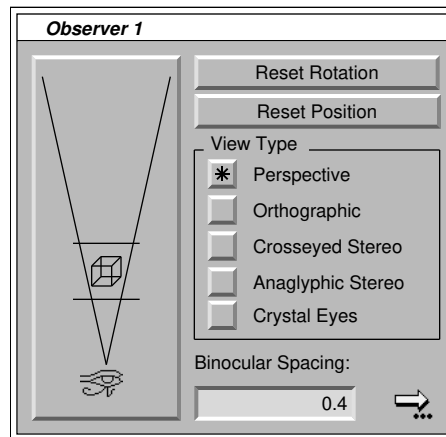 Observer 1
Reset Rotation
Reset Position
View Type
* Perspective
Orthographic
Crosseyed Stereo
Anaglyphic Stereo
Crystal Eyes
Binocular Spacing:
0.4